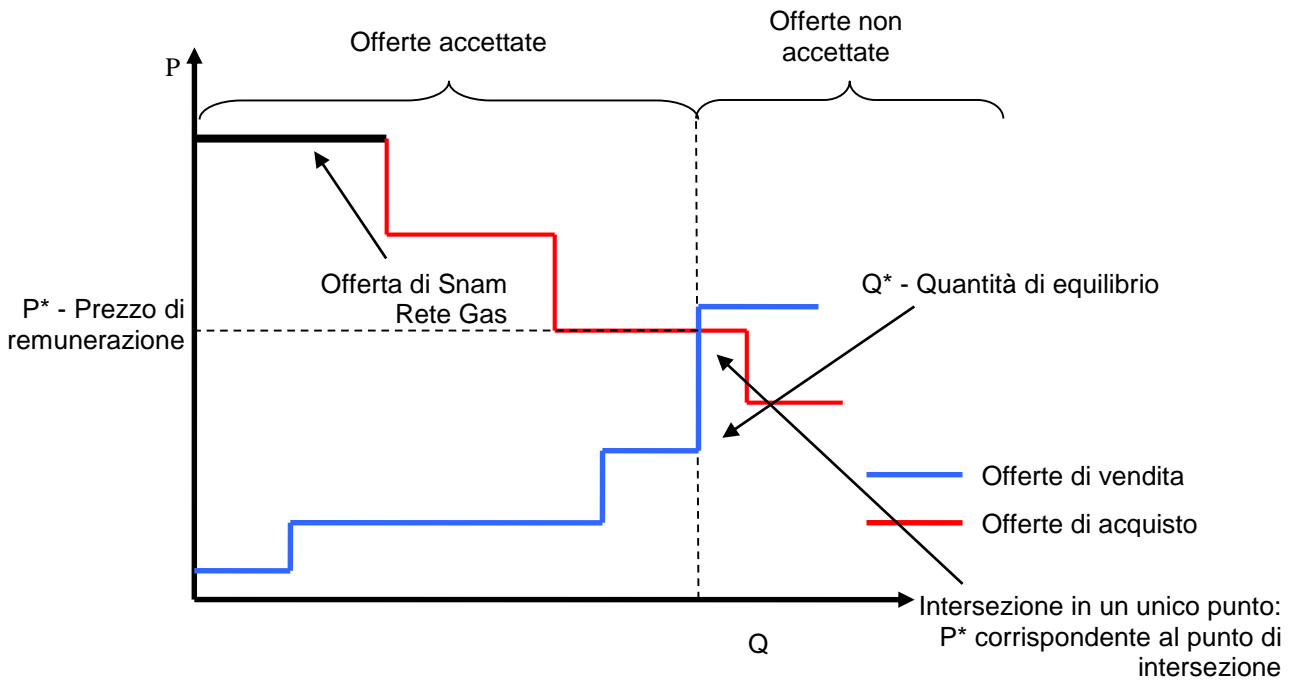 Offerte accettate
Offerte non
accettate
P
Offerta di Snam
Rete Gas
P* - Prezzo di
remunerazione
Q* - Quantità di equilibrio
Offerte di vendita
Offerte di acquisto
Intersezione in un unico punto:
P* corrispondente al punto di
intersezione
Q